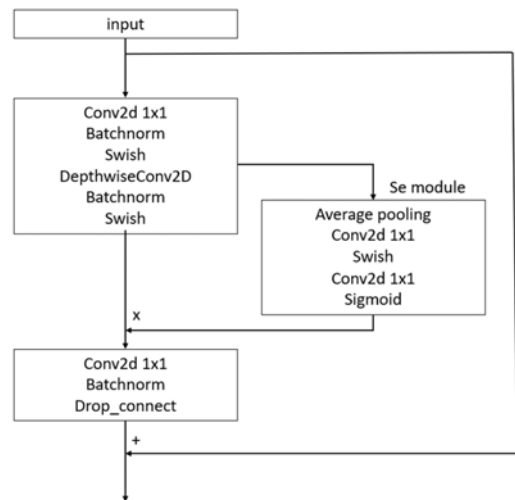 input
Conv2d 1x1
Batchnorm
Swish
DepthwiseConv2D
Batchnorm
Swish
Se module
Average pooling
Conv2d 1x1
Swish
Conv2d 1x1
Sigmoid
x
Conv2d 1x1
Batchnorm
Drop_connect
+